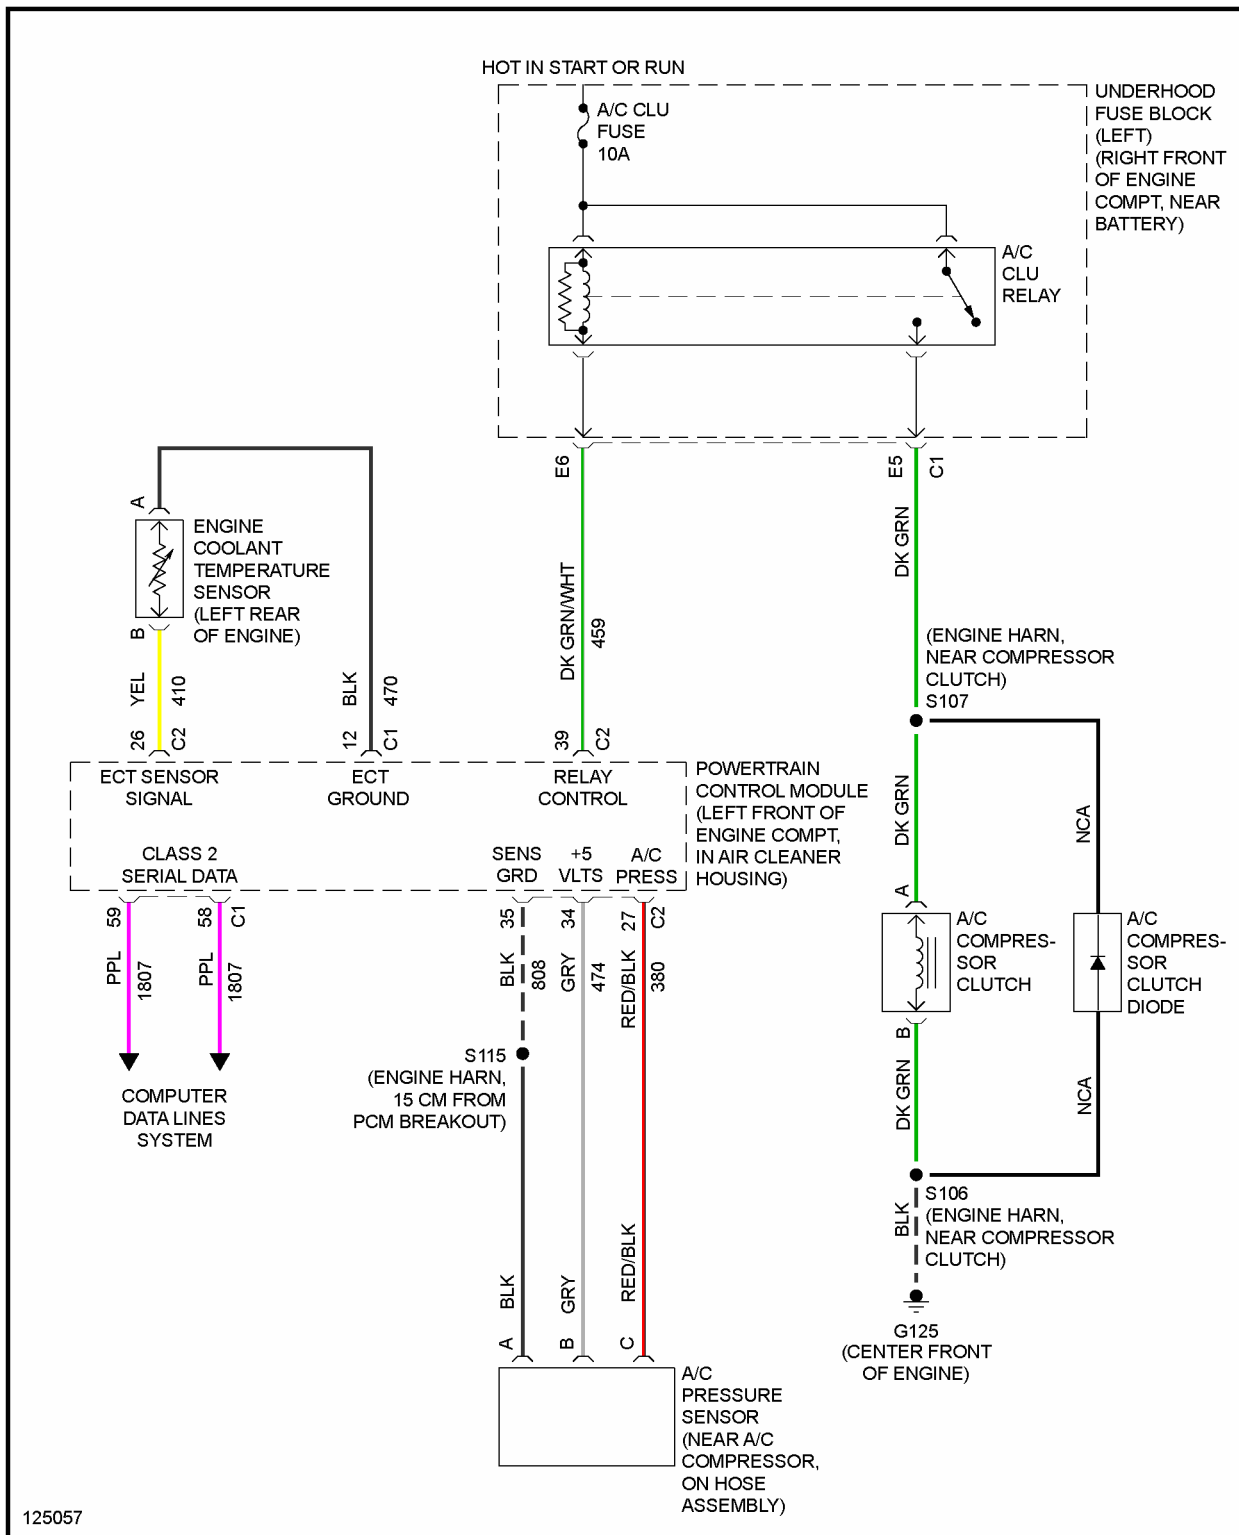 HOT IN START OR RUN
A/C CLU
FUSE
10A
UNDERHOOD
FUSE BLOCK
(LEFT)
(RIGHT FRONT
OF ENGINE
COMPT, NEAR
BATTERY)
A/C
CLU
RELAY
E6
E5
C1
A
ENGINE
COOLANT
TEMPERATURE
SENSOR
(LEFT REAR
OF ENGINE)
B
YEL
410
BLK
470
DK GRN/WHT
459
DK GRN
(ENGINE HARN,
NEAR COMPRESSOR
CLUTCH)
S107
26
C2
12
C1
39
C2
ECT SENSOR
SIGNAL
ECT
GROUND
RELAY
CONTROL
POWERTRAIN
CONTROL MODULE
(LEFT FRONT OF
ENGINE COMPT,
IN AIR CLEANER
HOUSING)
CLASS 2
SERIAL DATA
SENS
GRD
+5
VLTS
A/C
PRESS
DK GRN
NCA
59
58
C1
35
34
27
C2
PPL
1807
PPL
1807
BLK
808
GRY
474
RED/BLK
380
A
A/C
COMPRES-
SOR
CLUTCH
A/C
COMPRES-
SOR
CLUTCH
DIODE
B
COMPUTER
DATA LINES
SYSTEM
S115
(ENGINE HARN,
15 CM FROM
PCM BREAKOUT)
DK GRN
NCA
S106
(ENGINE HARN,
NEAR COMPRESSOR
CLUTCH)
BLK
G125
(CENTER FRONT
OF ENGINE)
BLK
GRY
RED/BLK
A
B
C
A/C
PRESSURE
SENSOR
(NEAR A/C
COMPRESSOR,
ON HOSE
ASSEMBLY)
125057